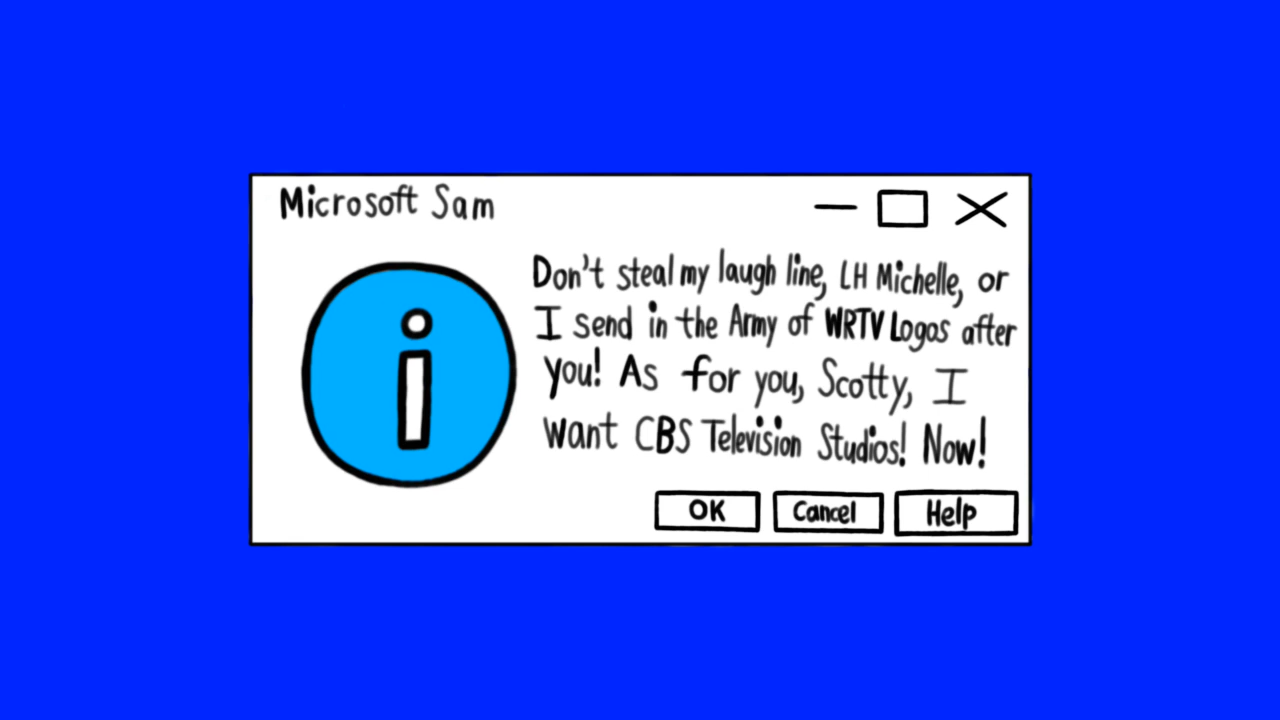 Microsoft Sam
Don't steal my laugh line, LH Michelle, or
I send in the Army of WRTV Logos after
you! As for you, Scotty, I
want CBS Television Studios! Now!
OK Cancel Help